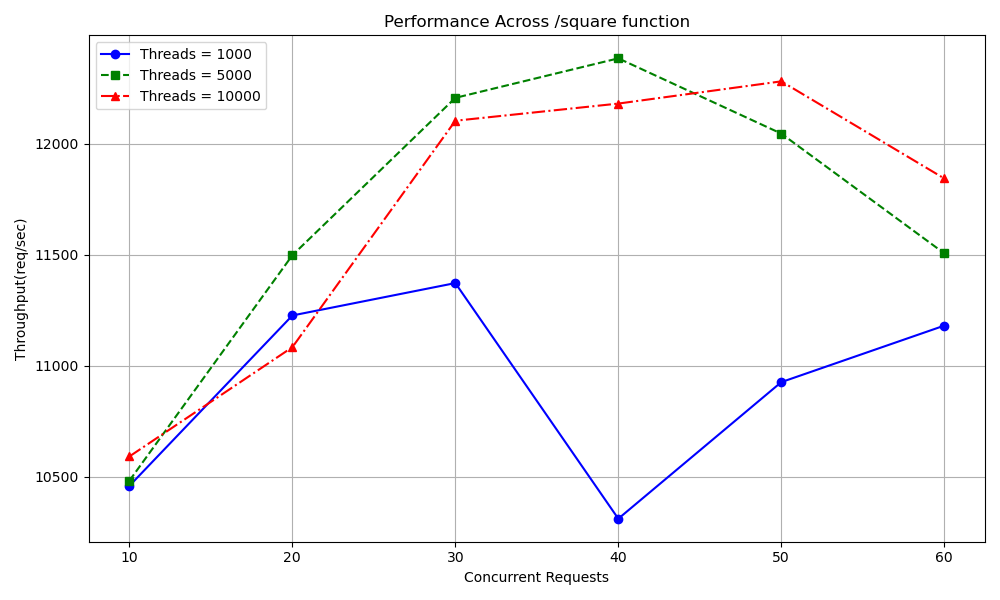 Performance Across /square function
Threads = 1000
Threads = 5000
Threads = 10000
Throughput(req/sec)
12000
11500
11000
10500
10 20 30 40 50 60
Concurrent Requests